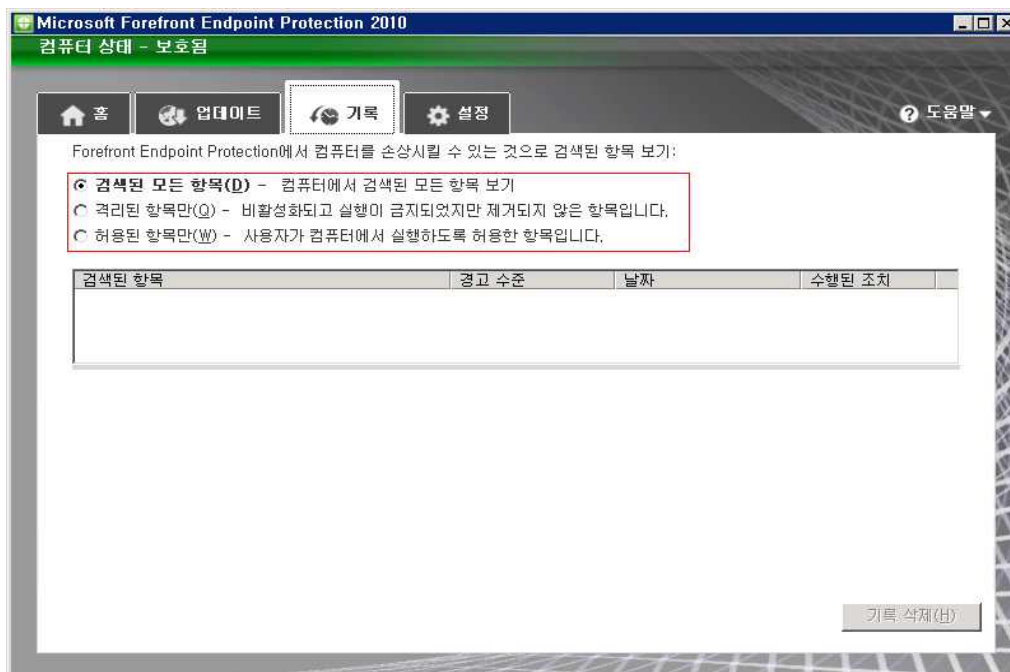 Microsoft Forefront Endpoint Protection 2010
컴퓨터 상태 - 보호됨
홈
업데이트
기록
설정
도움말
Forefront Endpoint Protection에서 컴퓨터를 손상시킬 수 있는 것으로 검색된 항목 보기:
검색된 모든 항목(D) - 컴퓨터에서 검색된 모든 항목 보기
격리된 항목만(Q) - 비활성화되고 실행이 금지되었지만 제거되지 않은 항목입니다.
허용된 항목만(W) - 사용자가 컴퓨터에서 실행하도록 허용한 항목입니다.
검색된 항목 경고 수준 날짜 수행된 조치
기록 삭제(H)